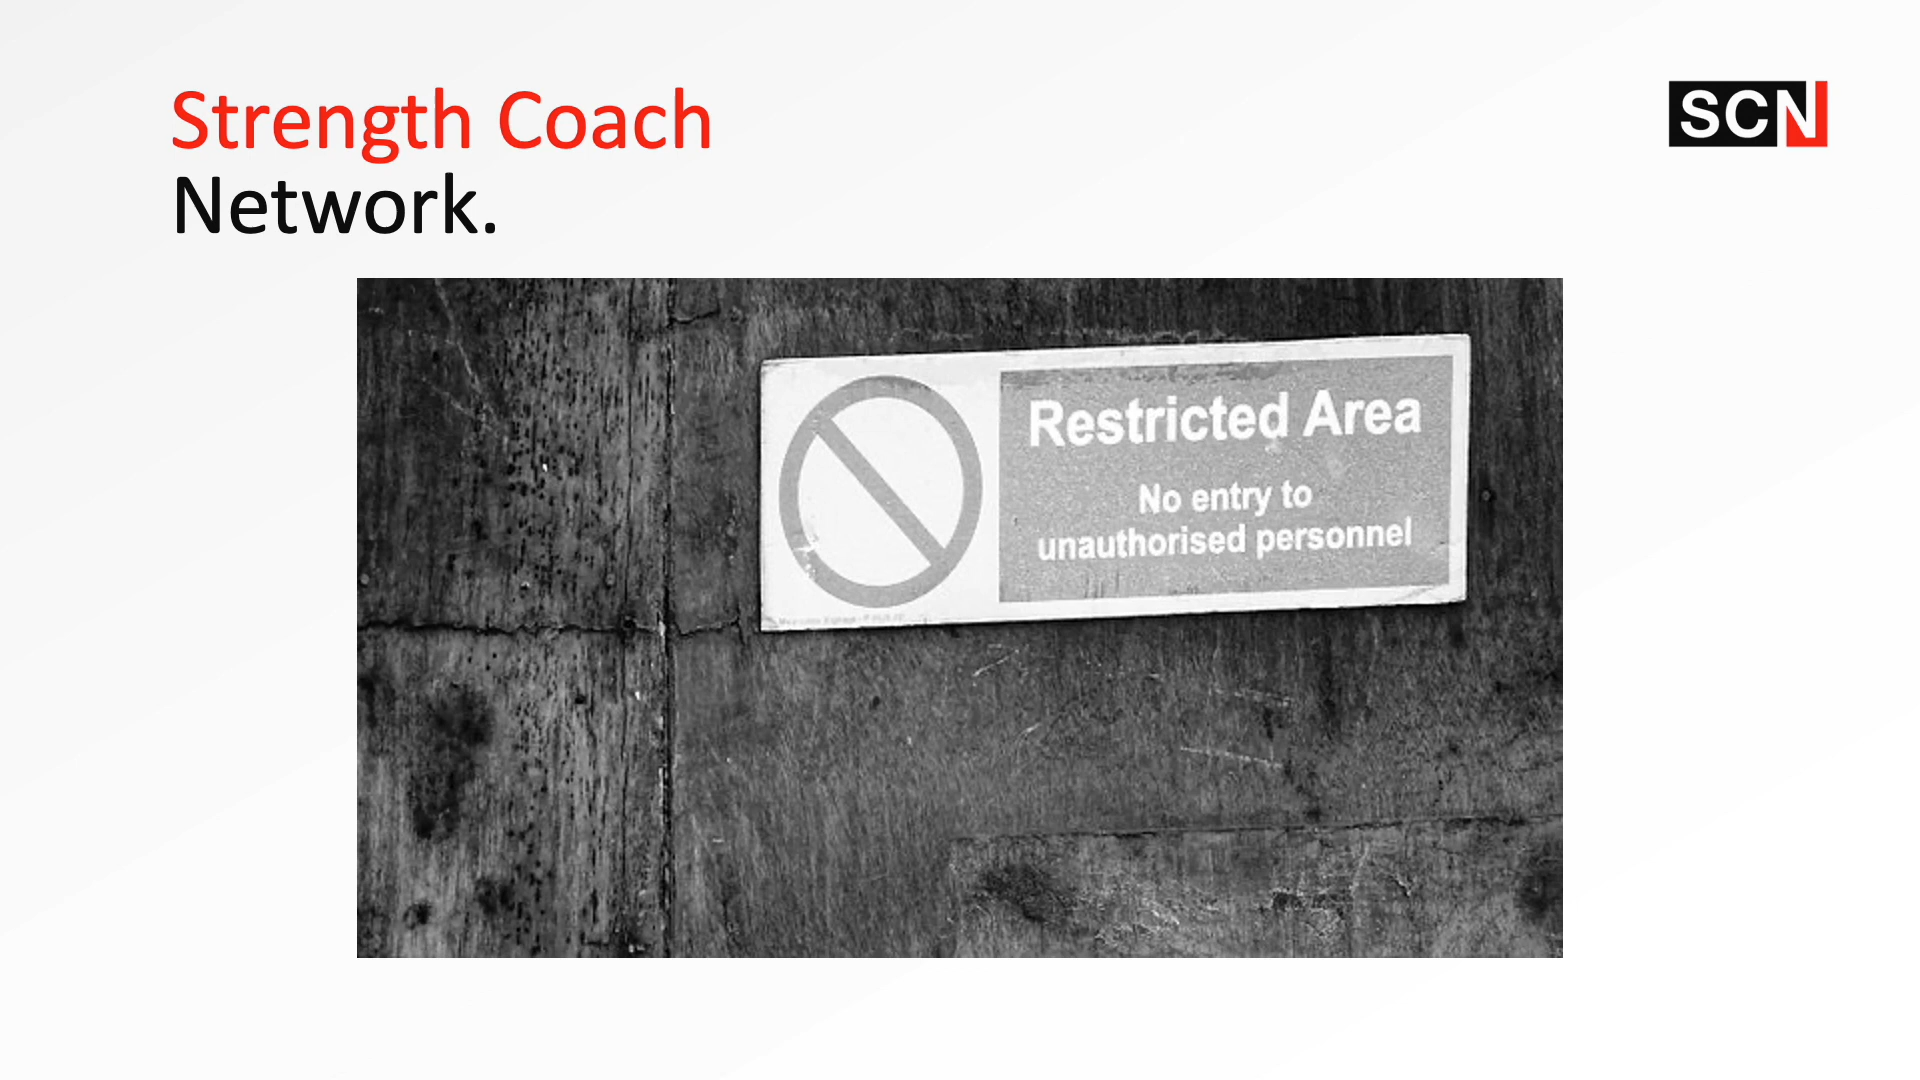 Strength Coach
Network.
SCN
Restricted Area
No entry to
unauthorised personnel